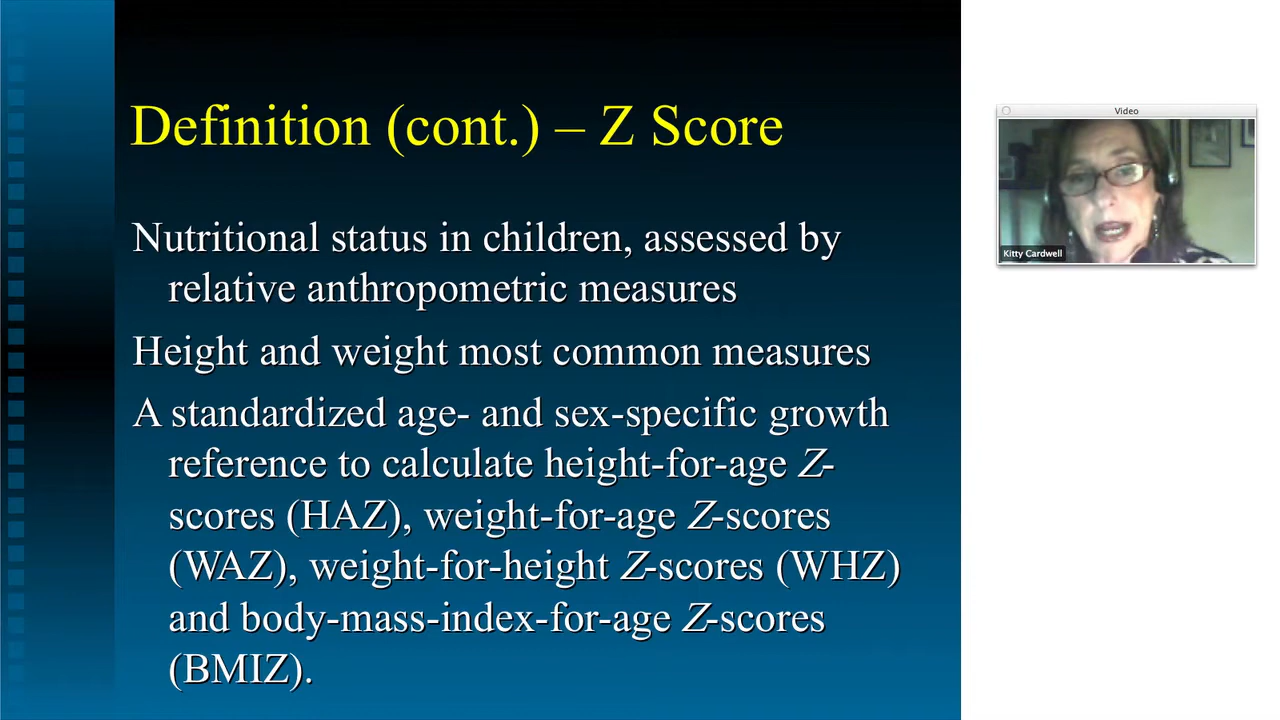 Definition (cont.) – Z Score
Nutritional status in children, assessed by
relative anthropometric measures
Height and weight most common measures
A standardized age- and sex-specific growth
reference to calculate height-for-age Z-
scores (HAZ), weight-for-age Z-scores
(WAZ), weight-for-height Z-scores (WHZ)
and body-mass-index-for-age Z-scores
(BMIZ).
Video
Kitty Cardwell